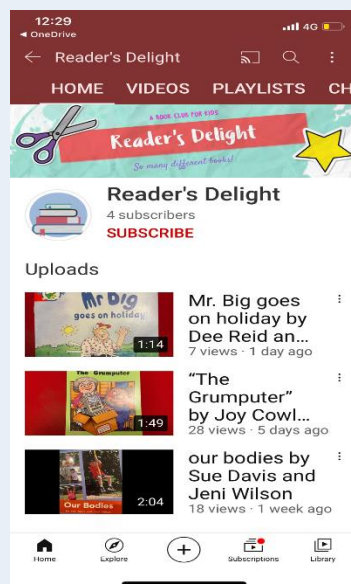 12:29
4G
◀ OneDrive
Reader's Delight
HOME VIDEOS PLAYLISTS CH
A BOOK CLUB FOR KIDS
Reader's Delight
So many different books!
Reader's Delight
4 subscribers
SUBSCRIBE
Uploads
Mr Big
goes on holiday
1:14
Mr. Big goes
on holiday by
Dee Reid an...
7 views · 1 day ago
The Grumputer
1:49
"The
Grumputer"
by Joy Cowl...
28 views · 5 days ago
Our Bodies
2:04
our bodies by
Sue Davis and
Jeni Wilson
18 views · 1 week ago
Home
Explore
Subscriptions
Library